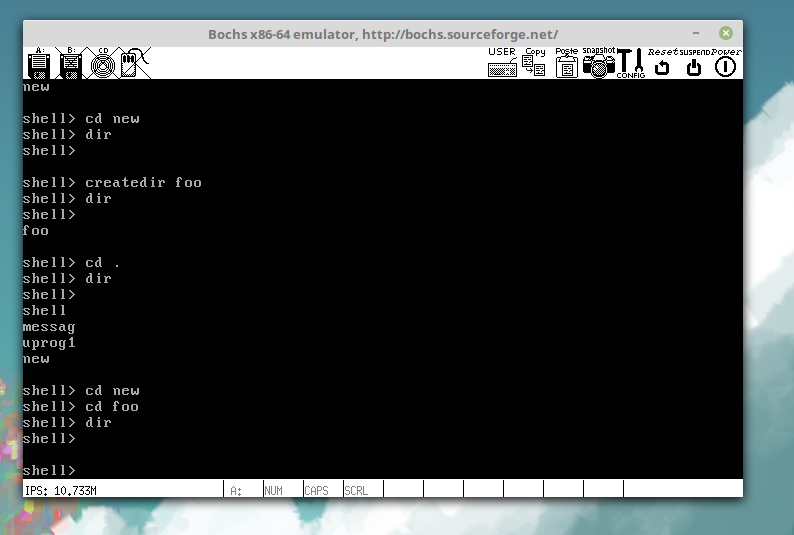 Bochs x86-64 emulator, http://bochs.sourceforge.net/
A: B: CD USER Copy Paste snapshot CONFIG Reset SUSPEND Power
new
shell> cd new
shell> dir
shell>
shell> createdir foo
shell> dir
shell>
foo
shell> cd .
shell> dir
shell>
shell
messag
uprog1
new
shell> cd new
shell> cd foo
shell> dir
shell>
shell>
IPS: 10.733M A: NUM CAPS SCRL